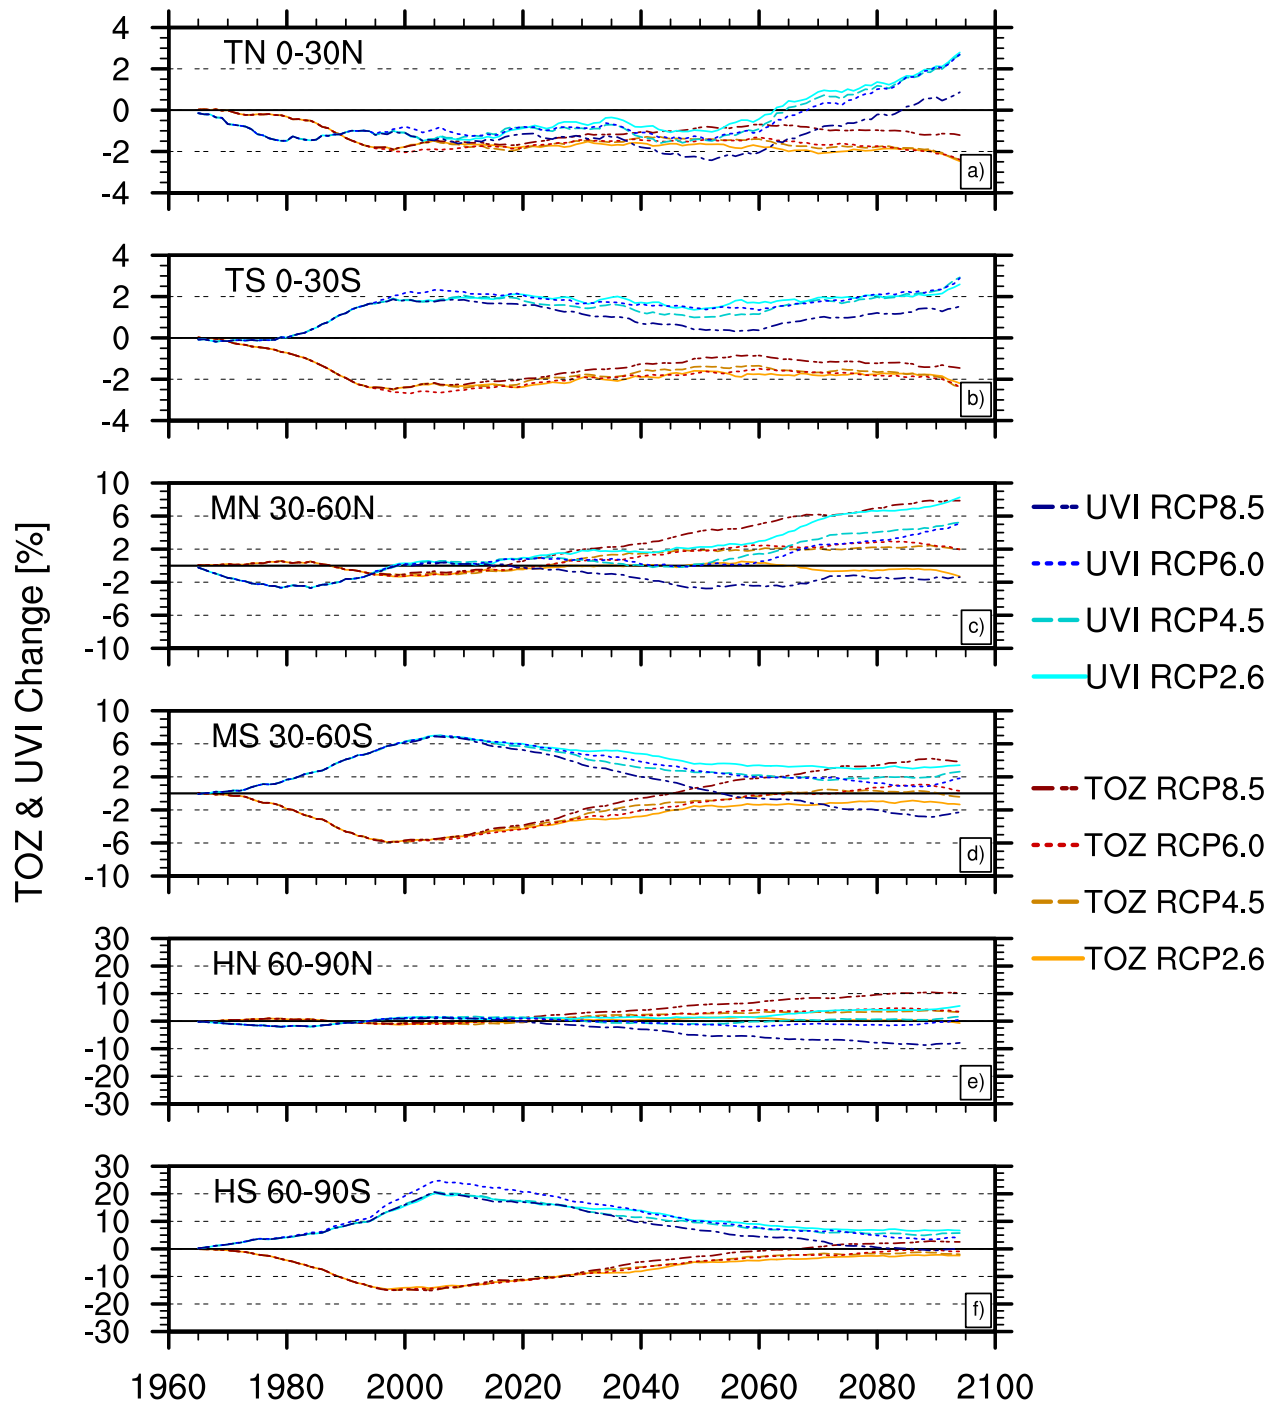 TOZ & UVI Change [%]
4
2
0
-2
-4
TN 0-30N
a)
4
2
0
-2
-4
TS 0-30S
b)
10
6
2
-2
-6
-10
MN 30-60N
c)
10
6
2
-2
-6
-10
MS 30-60S
d)
30
20
10
0
-10
-20
-30
HN 60-90N
e)
30
20
10
0
-10
-20
-30
HS 60-90S
f)
1960 1980 2000 2020 2040 2060 2080 2100
UVI RCP8.5
UVI RCP6.0
UVI RCP4.5
UVI RCP2.6
TOZ RCP8.5
TOZ RCP6.0
TOZ RCP4.5
TOZ RCP2.6